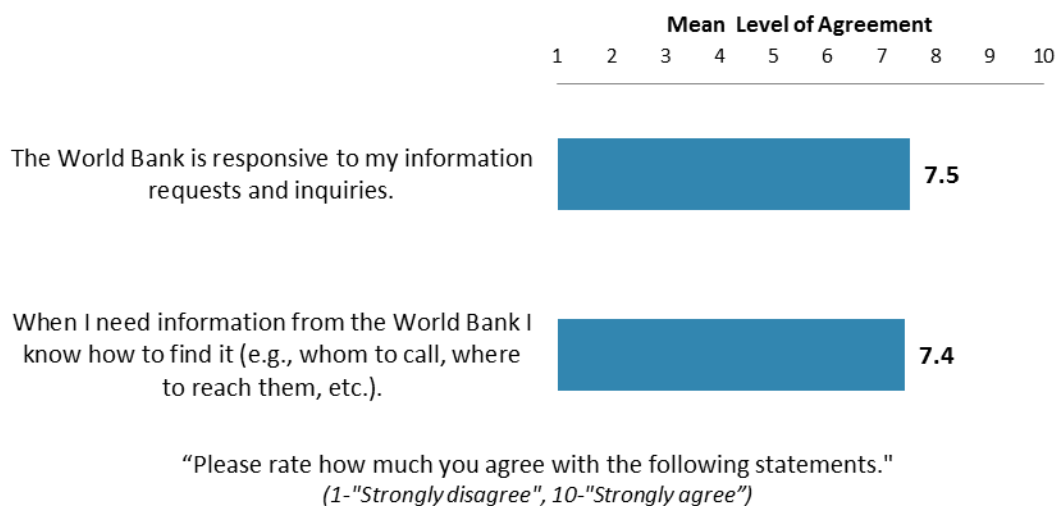 Mean Level of Agreement
1 2 3 4 5 6 7 8 9 10
The World Bank is responsive to my information
requests and inquiries.
7.5
When I need information from the World Bank I
know how to find it (e.g., whom to call, where
to reach them, etc.).
7.4
“Please rate how much you agree with the following statements."
(1-"Strongly disagree", 10-"Strongly agree”)